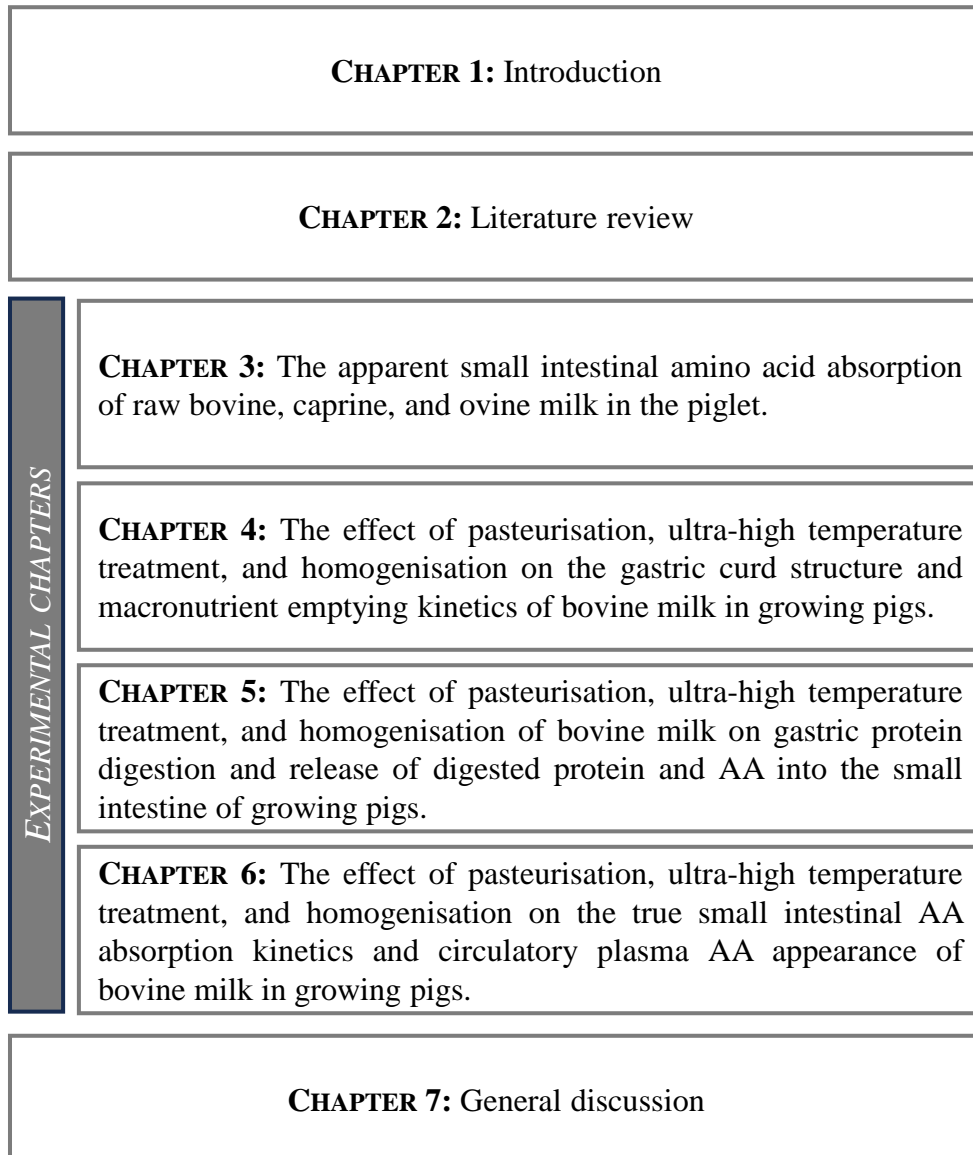 CHAPTER 1: Introduction
CHAPTER 2: Literature review
EXPERIMENTAL CHAPTERS
CHAPTER 3: The apparent small intestinal amino acid absorption
of raw bovine, caprine, and ovine milk in the piglet.
CHAPTER 4: The effect of pasteurisation, ultra-high temperature
treatment, and homogenisation on the gastric curd structure and
macronutrient emptying kinetics of bovine milk in growing pigs.
CHAPTER 5: The effect of pasteurisation, ultra-high temperature
treatment, and homogenisation of bovine milk on gastric protein
digestion and release of digested protein and AA into the small
intestine of growing pigs.
CHAPTER 6: The effect of pasteurisation, ultra-high temperature
treatment, and homogenisation on the true small intestinal AA
absorption kinetics and circulatory plasma AA appearance of
bovine milk in growing pigs.
CHAPTER 7: General discussion